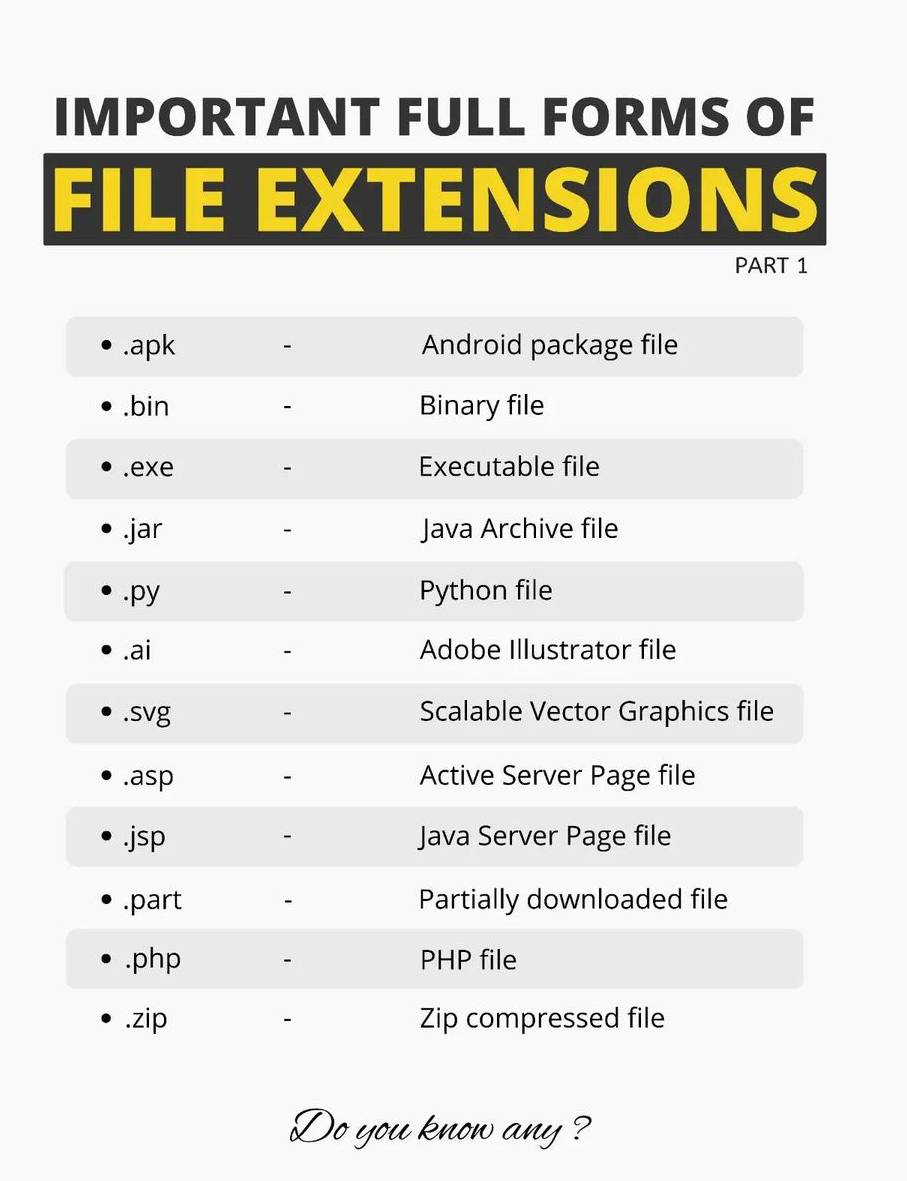 IMPORTANT FULL FORMS OF
FILE EXTENSIONS
PART 1
• .apk - Android package file
• .bin - Binary file
• .exe - Executable file
• .jar - Java Archive file
• .py - Python file
• .ai - Adobe Illustrator file
• .svg - Scalable Vector Graphics file
• .asp - Active Server Page file
• .jsp - Java Server Page file
• .part - Partially downloaded file
• .php - PHP file
• .zip - Zip compressed file
Do you know any ?